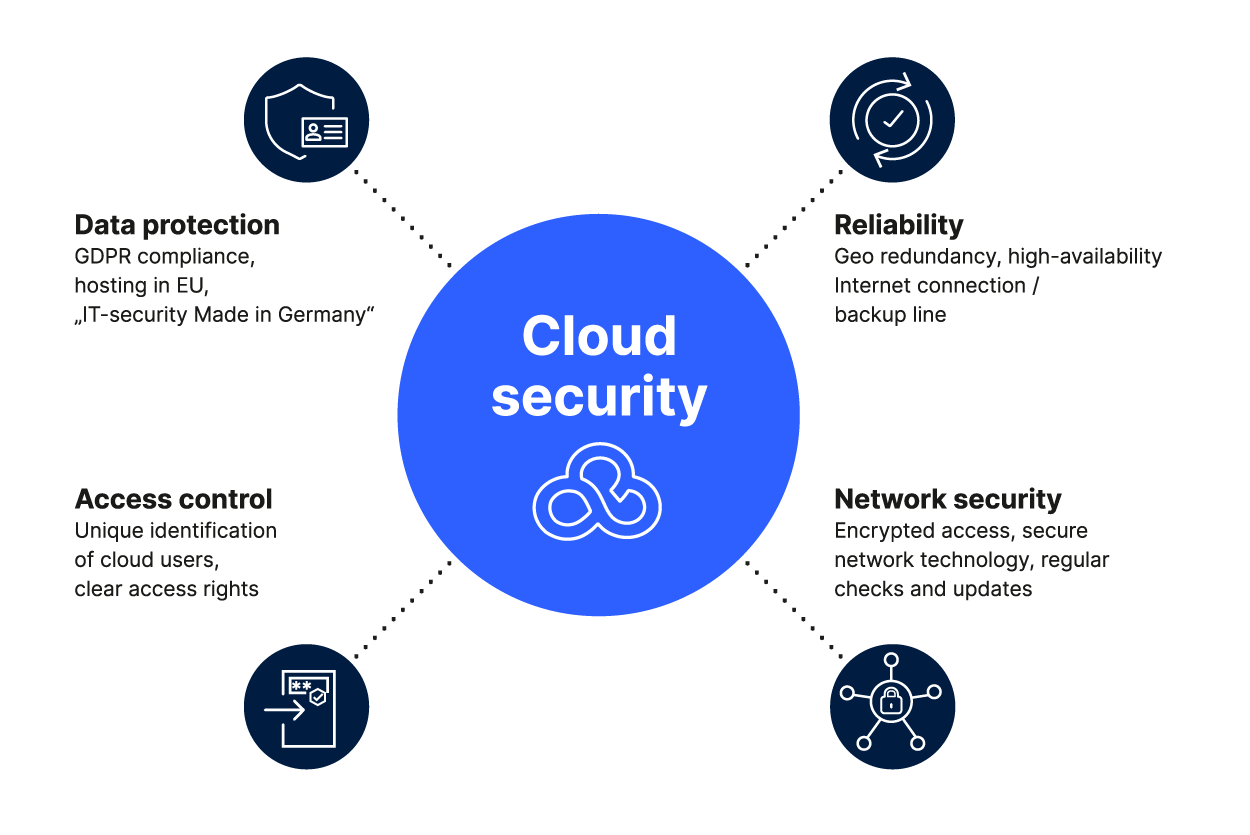 Data protection
GDPR compliance,
hosting in EU,
„IT-security Made in Germany“
Reliability
Geo redundancy, high-availability
Internet connection /
backup line
Cloud
security
Access control
Unique identification
of cloud users,
clear access rights
Network security
Encrypted access, secure
network technology, regular
checks and updates
**